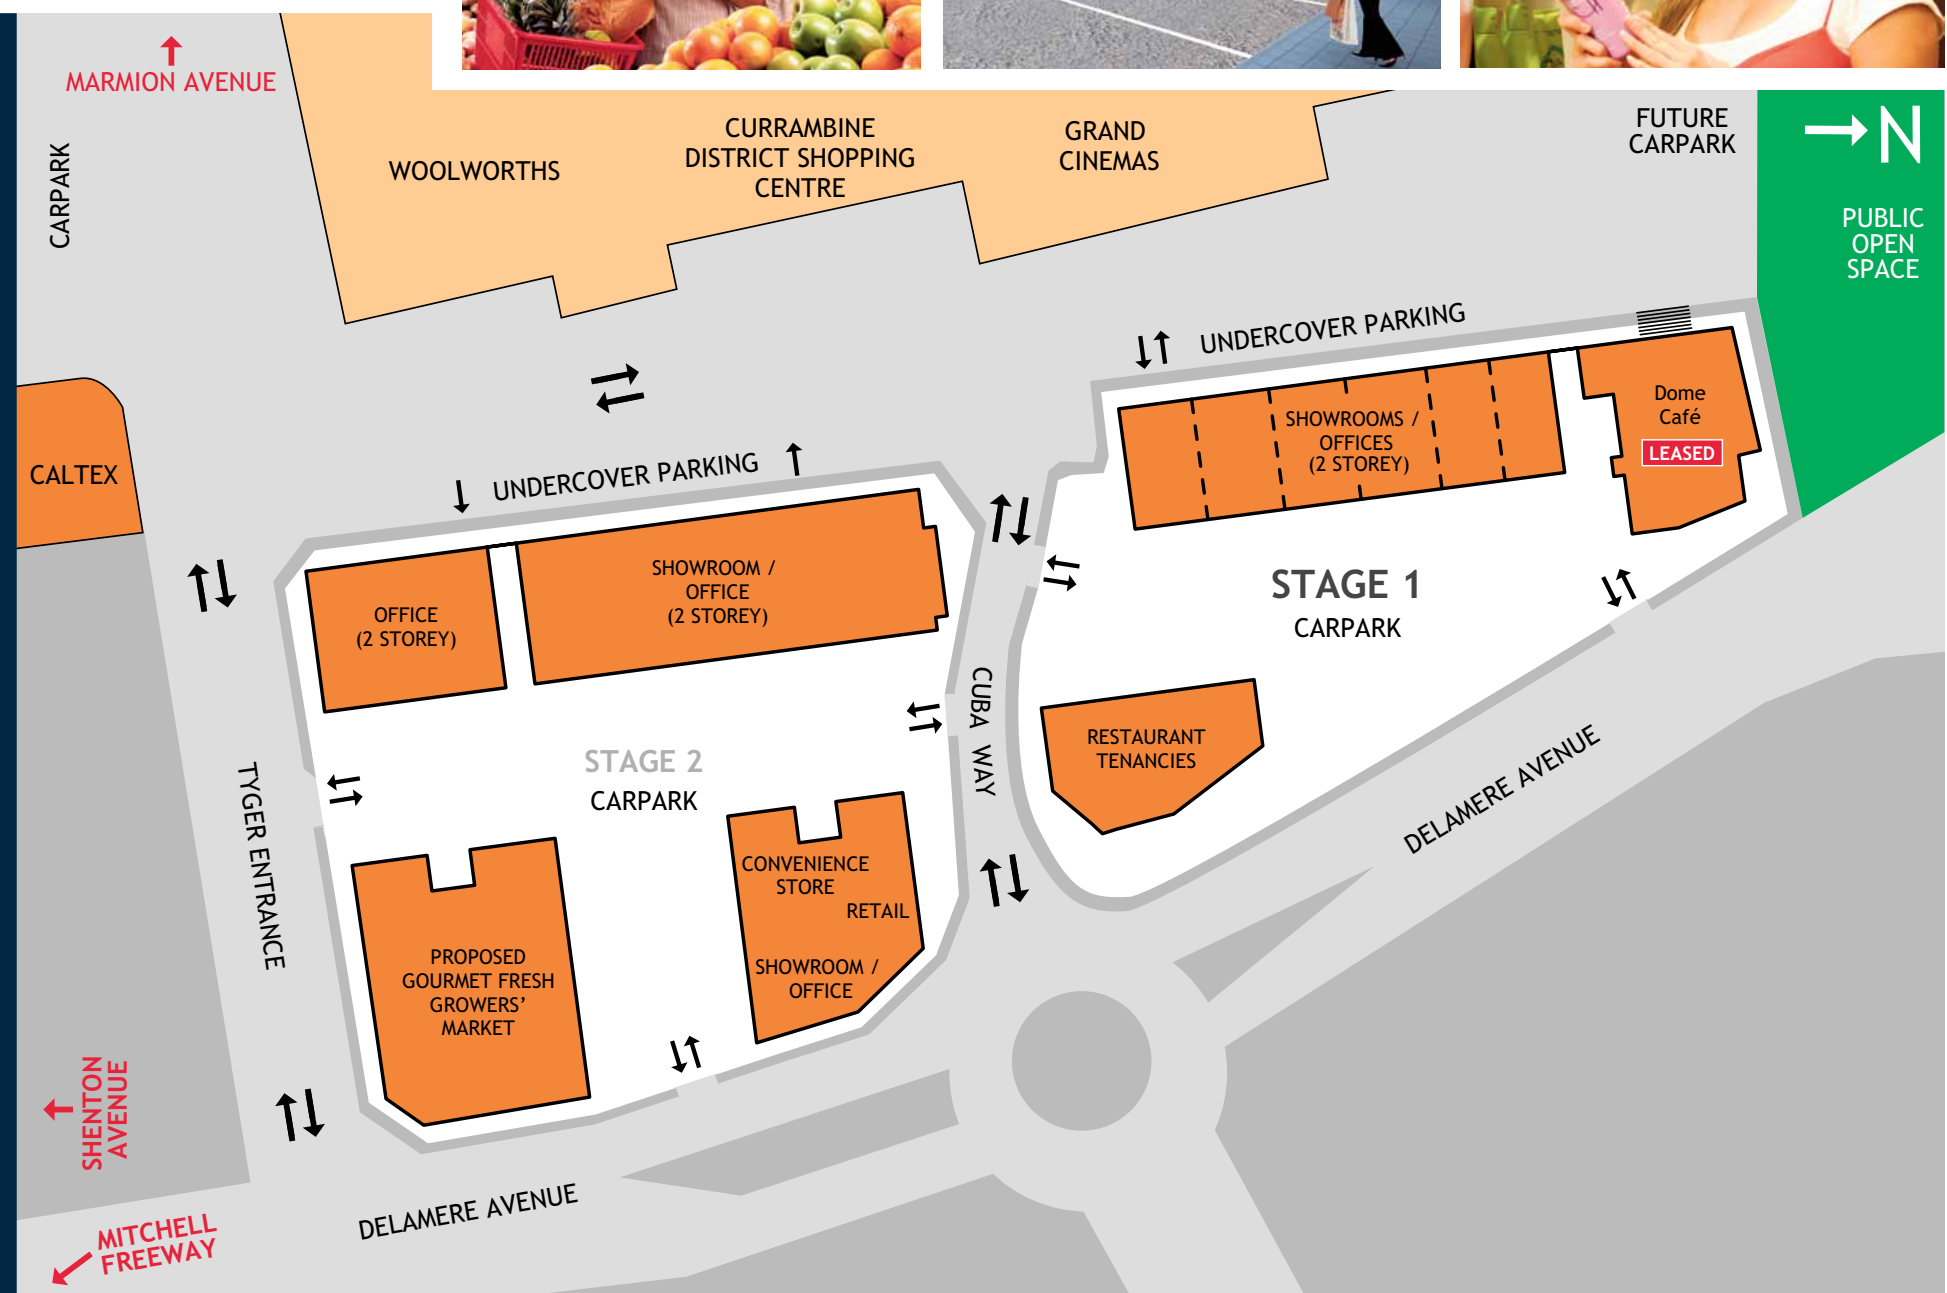 MARMION AVENUE
CARPARK
WOOLWORTHS
CURRAMBINE
DISTRICT SHOPPING
CENTRE
GRAND
CINEMAS
FUTURE
CARPARK
N
PUBLIC
OPEN
SPACE
UNDERCOVER PARKING
Dome
Café
LEASED
SHOWROOMS /
OFFICES
(2 STOREY)
CALTEX
UNDERCOVER PARKING
SHOWROOM /
OFFICE
(2 STOREY)
OFFICE
(2 STOREY)
STAGE 1
CARPARK
CUBA WAY
RESTAURANT
TENANCIES
STAGE 2
CARPARK
DELAMERE AVENUE
TYGER ENTRANCE
CONVENIENCE
STORE
RETAIL
SHOWROOM /
OFFICE
PROPOSED
GOURMET FRESH
GROWERS’
MARKET
SHENTON
AVENUE
DELAMERE AVENUE
MITCHELL
FREEWAY